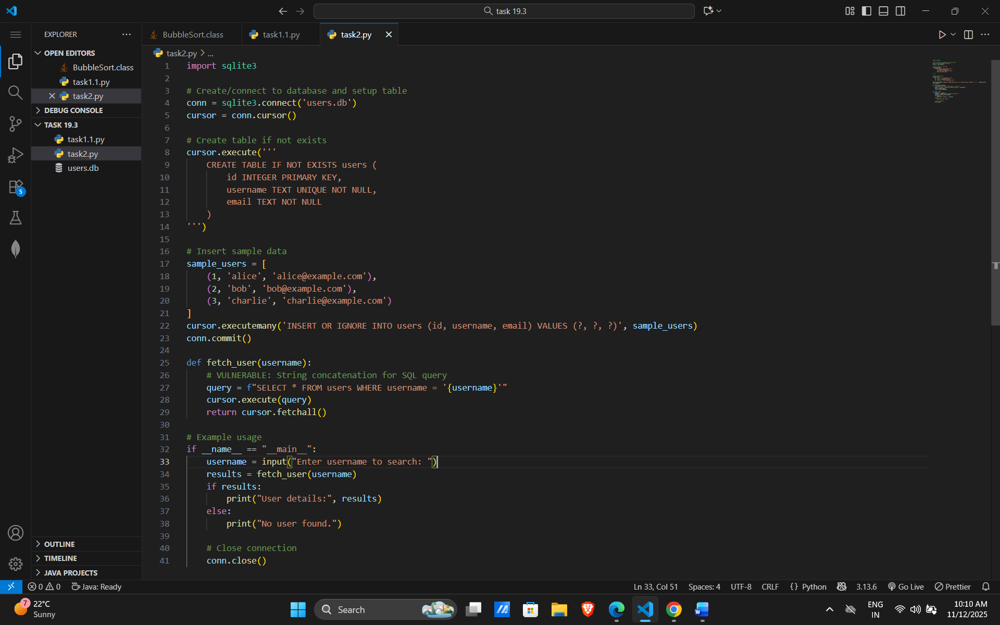 task 19.3
EXPLORER
BubbleSort.class
task1.1.py
task2.py
OPEN EDITORS
BubbleSort.class
task1.1.py
task2.py
DEBUG CONSOLE
TASK 19.3
task1.1.py
task2.py
users.db
OUTLINE
TIMELINE
JAVA PROJECTS
5
task2.py > ...
1 import sqlite3
2
3 # Create/connect to database and setup table
4 conn = sqlite3.connect('users.db')
5 cursor = conn.cursor()
6
7 # Create table if not exists
8 cursor.execute('''
9     CREATE TABLE IF NOT EXISTS users (
10         id INTEGER PRIMARY KEY,
11         username TEXT UNIQUE NOT NULL,
12         email TEXT NOT NULL
13     )
14 ''')
15
16 # Insert sample data
17 sample_users = [
18     (1, 'alice', 'alice@example.com'),
19     (2, 'bob', 'bob@example.com'),
20     (3, 'charlie', 'charlie@example.com')
21 ]
22 cursor.executemany('INSERT OR IGNORE INTO users (id, username, email) VALUES (?, ?, ?)', sample_users)
23 conn.commit()
24
25 def fetch_user(username):
26     # VULNERABLE: String concatenation for SQL query
27     query = f"SELECT * FROM users WHERE username = '{username}'"
28     cursor.execute(query)
29     return cursor.fetchall()
30
31 # Example usage
32 if __name__ == "__main__":
33     username = input("Enter username to search: ")
34     results = fetch_user(username)
35     if results:
36         print("User details:", results)
37     else:
38         print("No user found.")
39
40     # Close connection
41     conn.close()
0 0 Java: Ready
Ln 33, Col 51 Spaces: 4 UTF-8 CRLF {} Python 3.13.6 Go Live Prettier
7 22°C
Sunny
Search
ENG
IN
10:10 AM
11/12/2025